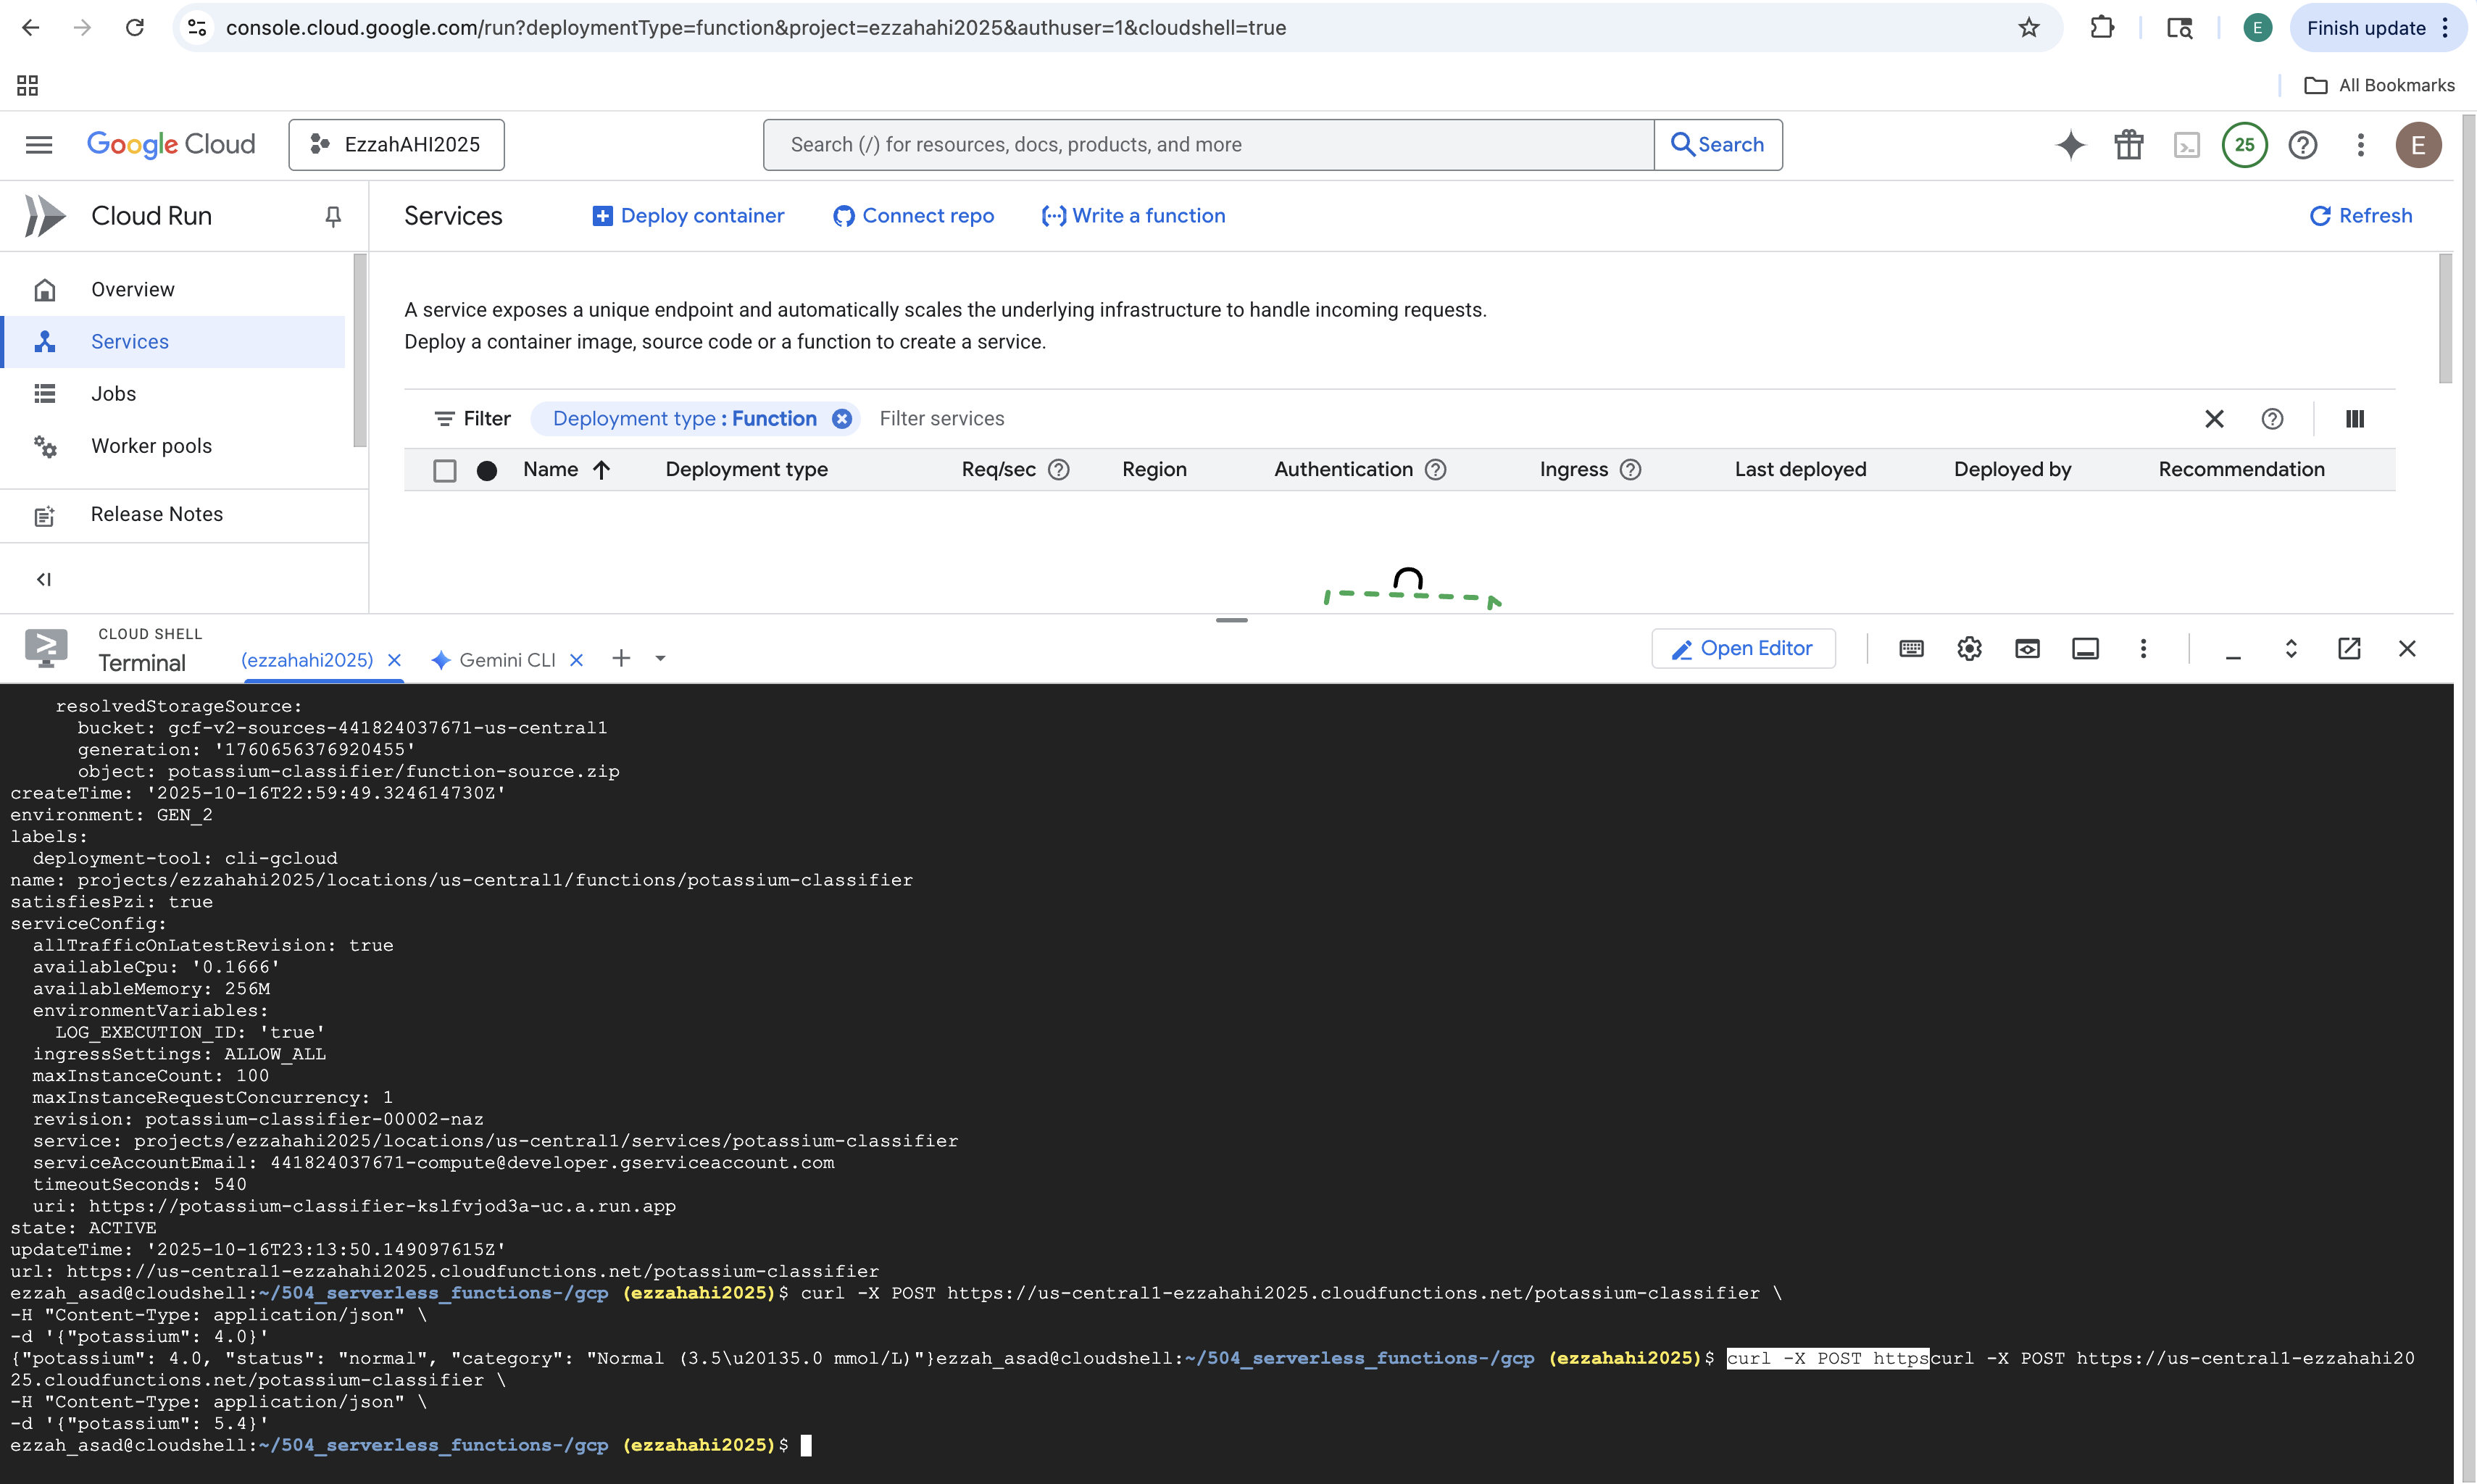 console.cloud.google.com/run?deploymentType=function&project=ezzahahi2025&authuser=1&cloudshell=true
E
Finish update
All Bookmarks
Google Cloud
EzzahAHI2025
Search (/) for resources, docs, products, and more
Search
25
E
Cloud Run
Services
Deploy container
Connect repo
Write a function
Refresh
Overview
Services
Jobs
Worker pools
Release Notes
A service exposes a unique endpoint and automatically scales the underlying infrastructure to handle incoming requests.
Deploy a container image, source code or a function to create a service.
Filter
Deployment type : Function
Filter services
Name
Deployment type
Req/sec
Region
Authentication
Ingress
Last deployed
Deployed by
Recommendation
CLOUD SHELL
Terminal
(ezzahahi2025)
Gemini CLI
Open Editor
resolvedStorageSource:
bucket: gcf-v2-sources-441824037671-us-central1
generation: '1760656376920455'
object: potassium-classifier/function-source.zip
createTime: '2025-10-16T22:59:49.324614730Z'
environment: GEN_2
labels:
deployment-tool: cli-gcloud
name: projects/ezzahahi2025/locations/us-central1/functions/potassium-classifier
satisfiesPzi: true
serviceConfig:
allTrafficOnLatestRevision: true
availableCpu: '0.1666'
availableMemory: 256M
environmentVariables:
LOG_EXECUTION_ID: 'true'
ingressSettings: ALLOW_ALL
maxInstanceCount: 100
maxInstanceRequestConcurrency: 1
revision: potassium-classifier-00002-naz
service: projects/ezzahahi2025/locations/us-central1/services/potassium-classifier
serviceAccountEmail: 441824037671-compute@developer.gserviceaccount.com
timeoutSeconds: 540
uri: https://potassium-classifier-kslfvjod3a-uc.a.run.app
state: ACTIVE
updateTime: '2025-10-16T23:13:50.149097615Z'
url: https://us-central1-ezzahahi2025.cloudfunctions.net/potassium-classifier
ezzah_asad@cloudshell:~/504_serverless_functions-/gcp (ezzahahi2025)$ curl -X POST https://us-central1-ezzahahi2025.cloudfunctions.net/potassium-classifier \
-H "Content-Type: application/json" \
-d '{"potassium": 4.0}'
{"potassium": 4.0, "status": "normal", "category": "Normal (3.5\u20135.0 mmol/L)"}ezzah_asad@cloudshell:~/504_serverless_functions-/gcp (ezzahahi2025)$ curl -X POST httpscurl -X POST https://us-central1-ezzahahi20
25.cloudfunctions.net/potassium-classifier \
-H "Content-Type: application/json" \
-d '{"potassium": 5.4}'
ezzah_asad@cloudshell:~/504_serverless_functions-/gcp (ezzahahi2025)$